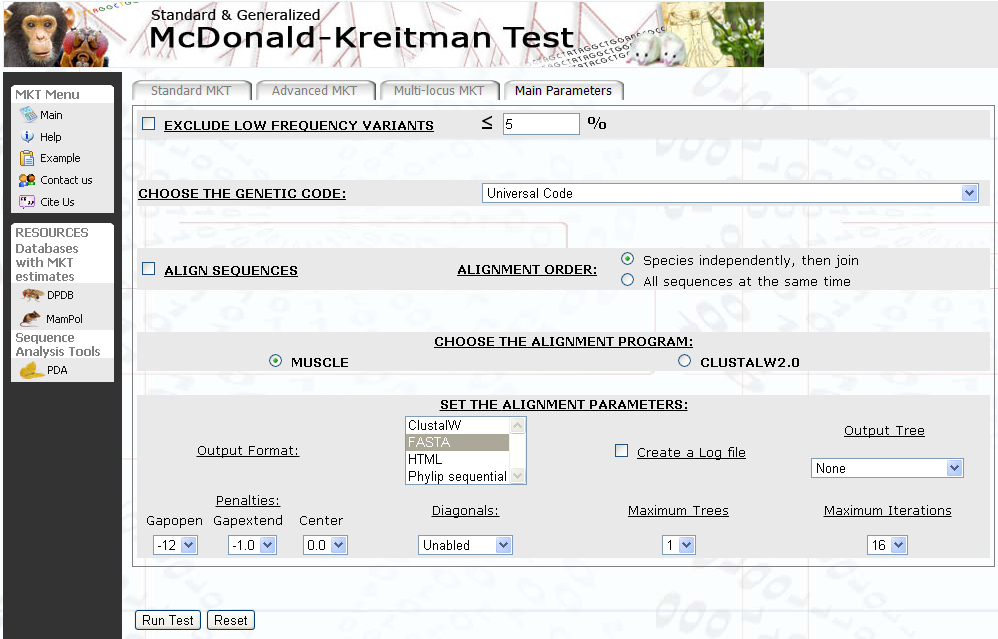 Standard & Generalized
McDonald-Kreitman Test
MKT Menu
Main
Help
Example
Contact us
Cite Us
RESOURCES
Databases
with MKT
estimates
DPDB
MamPol
Sequence
Analysis Tools
PDA
Standard MKT
Advanced MKT
Multi-locus MKT
Main Parameters
EXCLUDE LOW FREQUENCY VARIANTS ≤ 5 %
CHOOSE THE GENETIC CODE: Universal Code
ALIGN SEQUENCES
ALIGNMENT ORDER:
Species independently, then join
All sequences at the same time
CHOOSE THE ALIGNMENT PROGRAM:
MUSCLE
CLUSTALW2.0
SET THE ALIGNMENT PARAMETERS:
Output Format:
ClustalW
FASTA
HTML
Phylip sequential
Create a Log file
Output Tree
None
Penalties:
Gapopen Gapextend Center
-12 -1.0 0.0
Diagonals:
Unabled
Maximum Trees
1
Maximum Iterations
16
Run Test
Reset